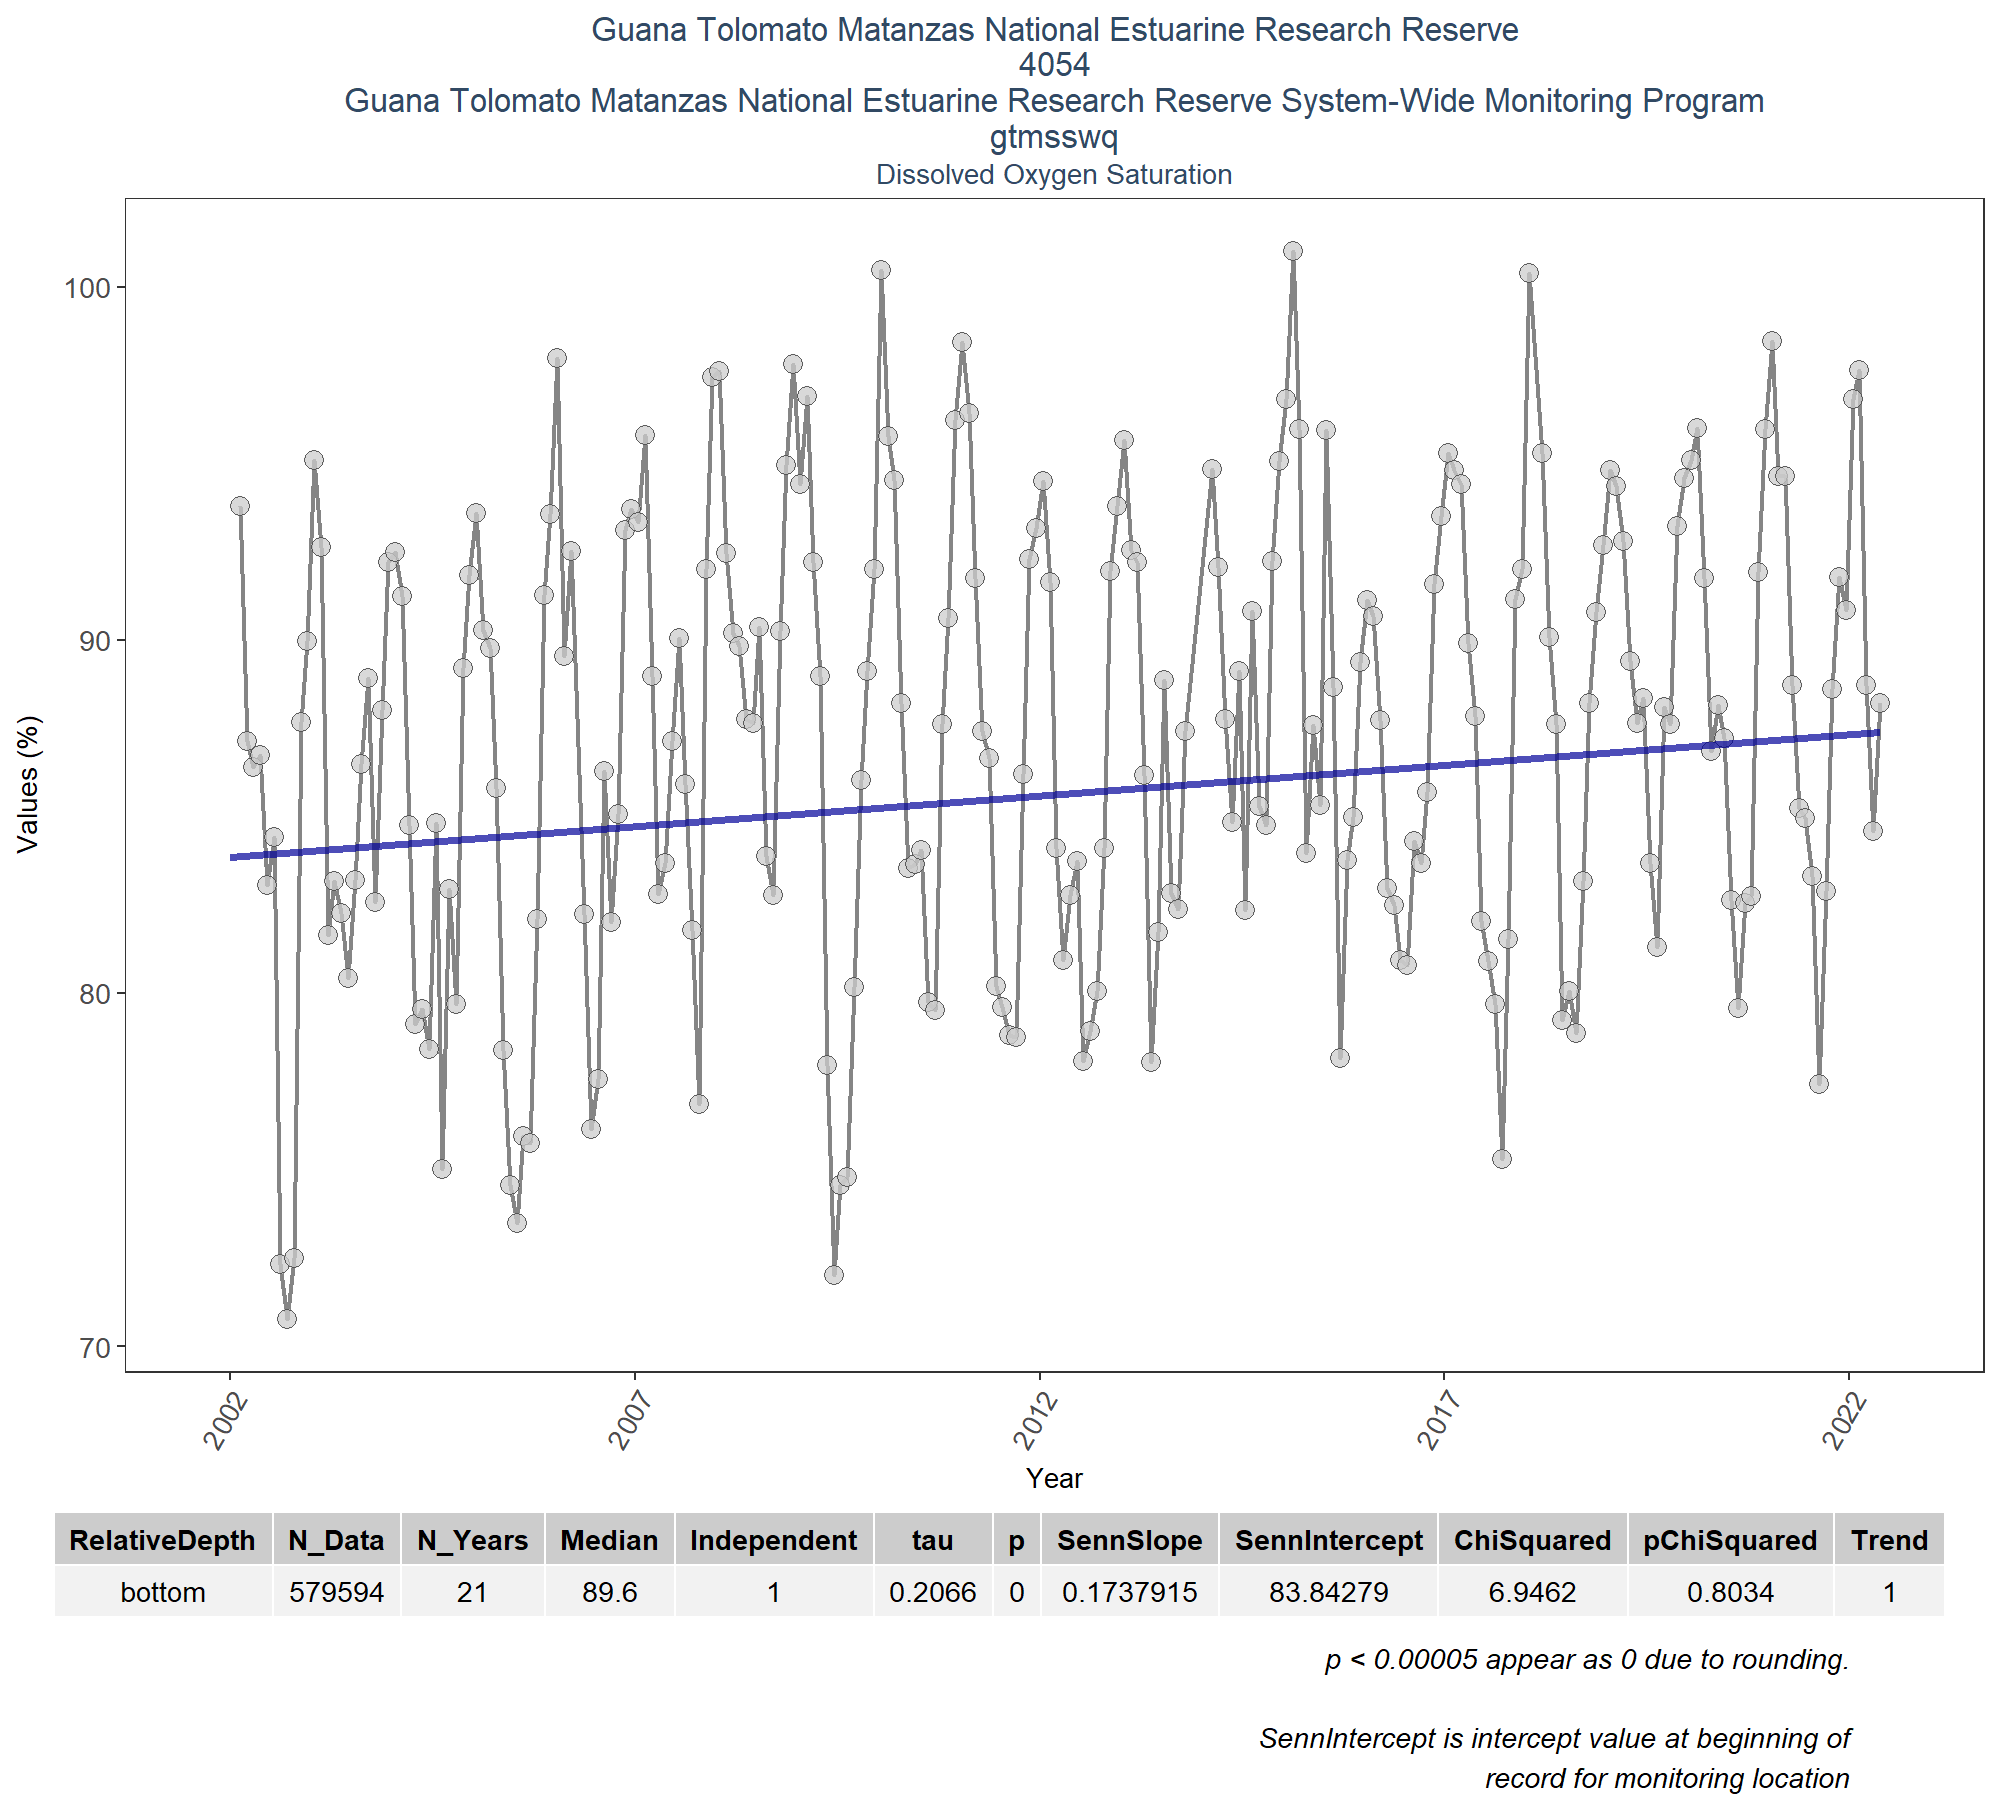 Guana Tolomato Matanzas National Estuarine Research Reserve
4054
Guana Tolomato Matanzas National Estuarine Research Reserve System-Wide Monitoring Program
gtmsswq
Dissolved Oxygen Saturation
Values (%)
100
90
80
70
2002 2007 2012 2017 2022
Year
RelativeDepth N_Data N_Years Median Independent tau p SennSlope SennIntercept ChiSquared pChiSquared Trend
bottom 579594 21 89.6 1 0.2066 0 0.1737915 83.84279 6.9462 0.8034 1
p < 0.00005 appear as 0 due to rounding.
SennIntercept is intercept value at beginning of
record for monitoring location